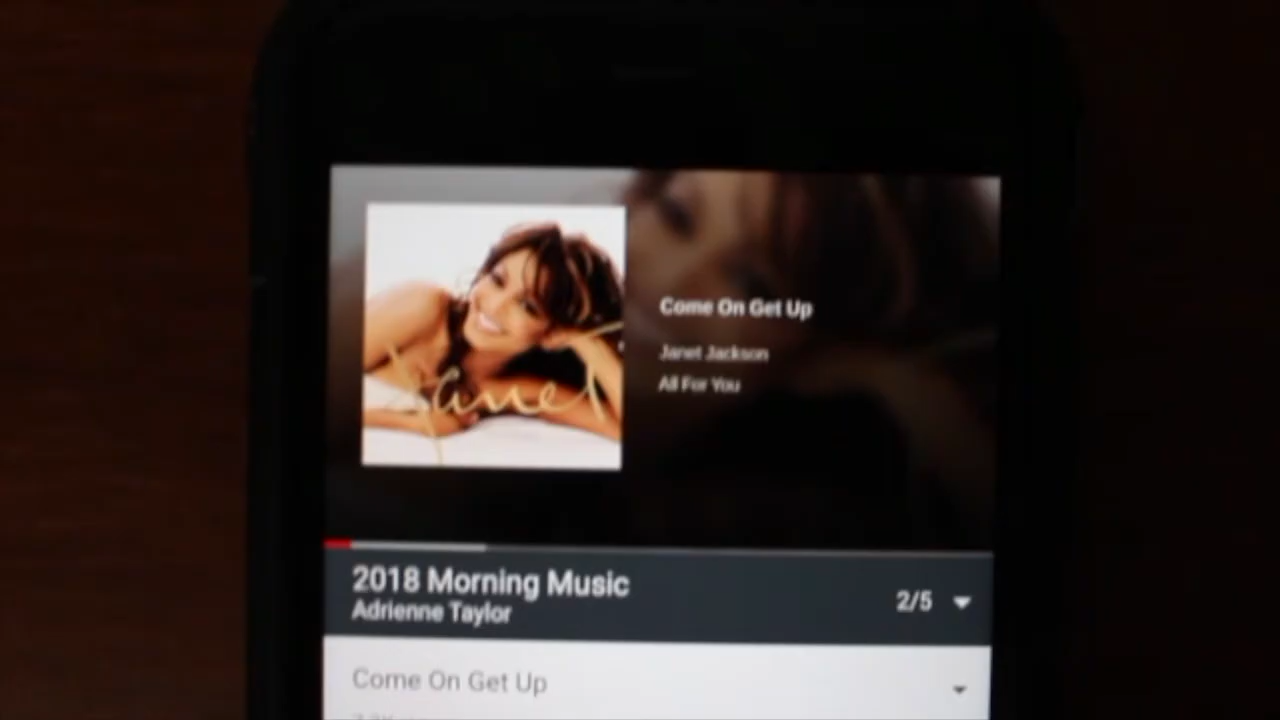 Janet
Come On Get Up
Janet Jackson
All For You
2018 Morning Music
Adrienne Taylor
2/5
Come On Get Up